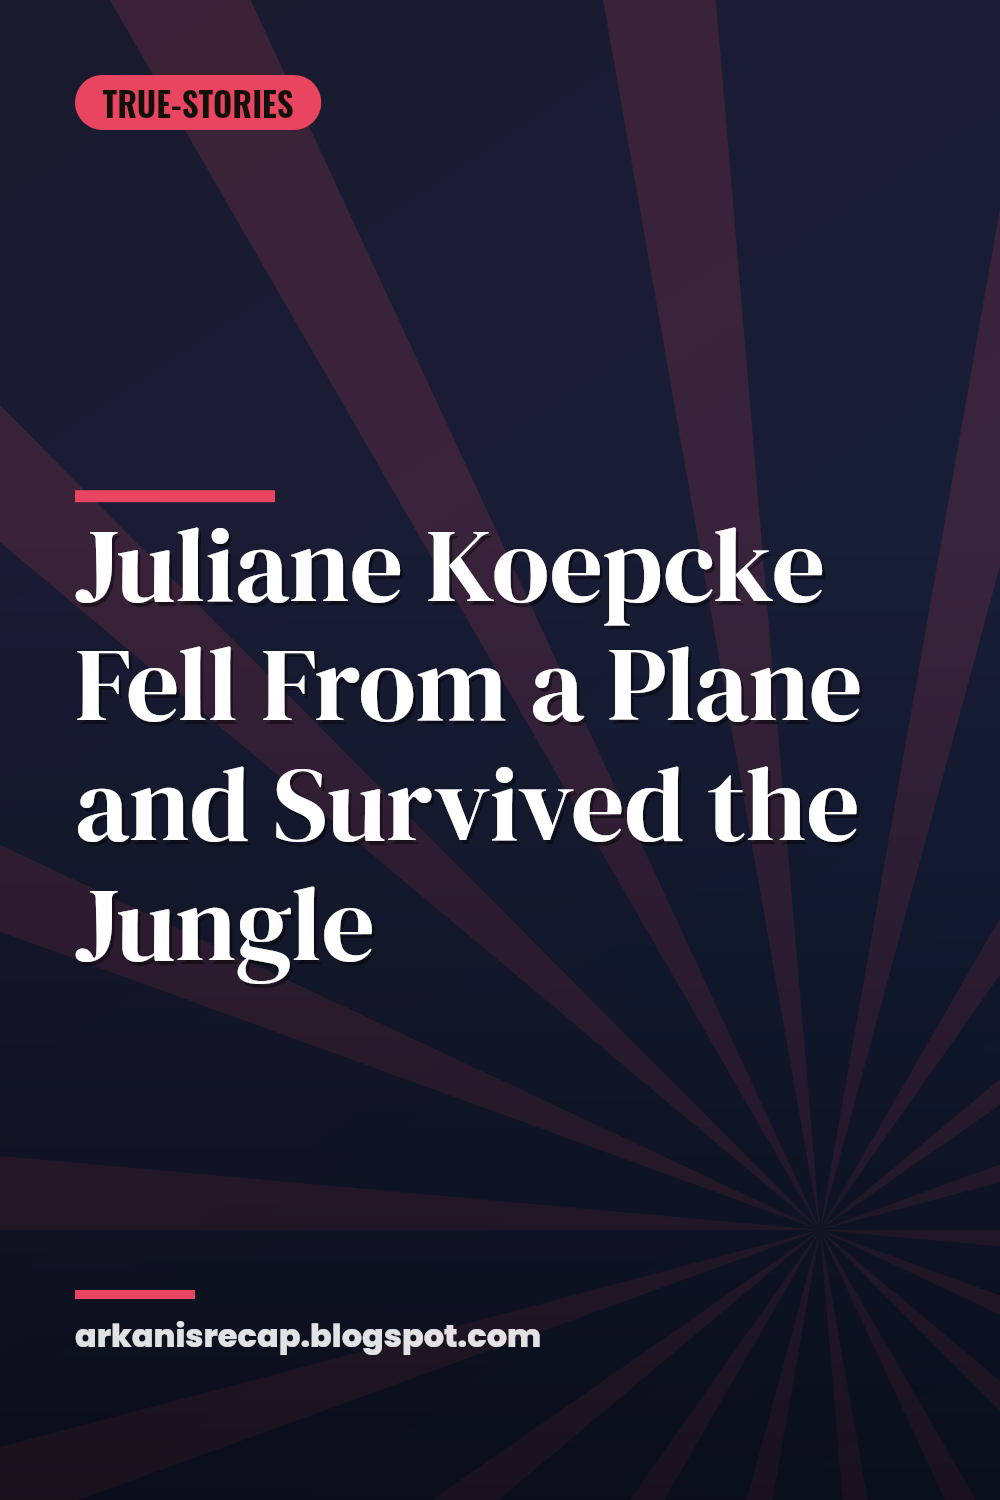 TRUE-STORIES
Juliane Koepcke
Fell From a Plane
and Survived the
Jungle
arkanisrecap.blogspot.com